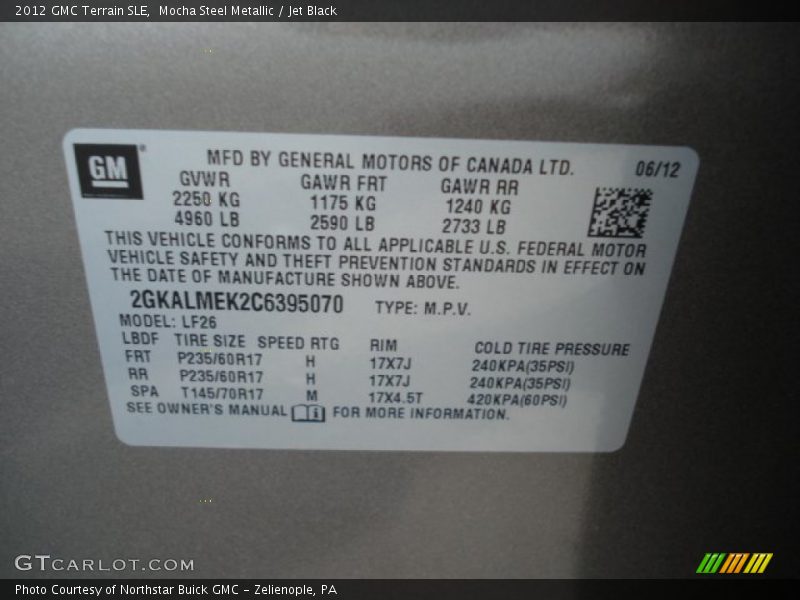 2012 GMC Terrain SLE, Mocha Steel Metallic / Jet Black
GM
MFD BY GENERAL MOTORS OF CANADA LTD. 06/12
GVWR GAWR FRT GAWR RR
2250 KG 1175 KG 1240 KG
4960 LB 2590 LB 2733 LB
THIS VEHICLE CONFORMS TO ALL APPLICABLE U.S. FEDERAL MOTOR
VEHICLE SAFETY AND THEFT PREVENTION STANDARDS IN EFFECT ON
THE DATE OF MANUFACTURE SHOWN ABOVE.
2GKALMEK2C6395070 TYPE: M.P.V.
MODEL: LF26
LBDF TIRE SIZE SPEED RTG RIM COLD TIRE PRESSURE
FRT P235/60R17 H 17X7J 240KPA(35PSI)
RR P235/60R17 H 17X7J 240KPA(35PSI)
SPA T145/70R17 M 17X4.5T 420KPA(60PSI)
SEE OWNER'S MANUAL i FOR MORE INFORMATION.
GTCARLOT.COM
Photo Courtesy of Northstar Buick GMC - Zelienople, PA